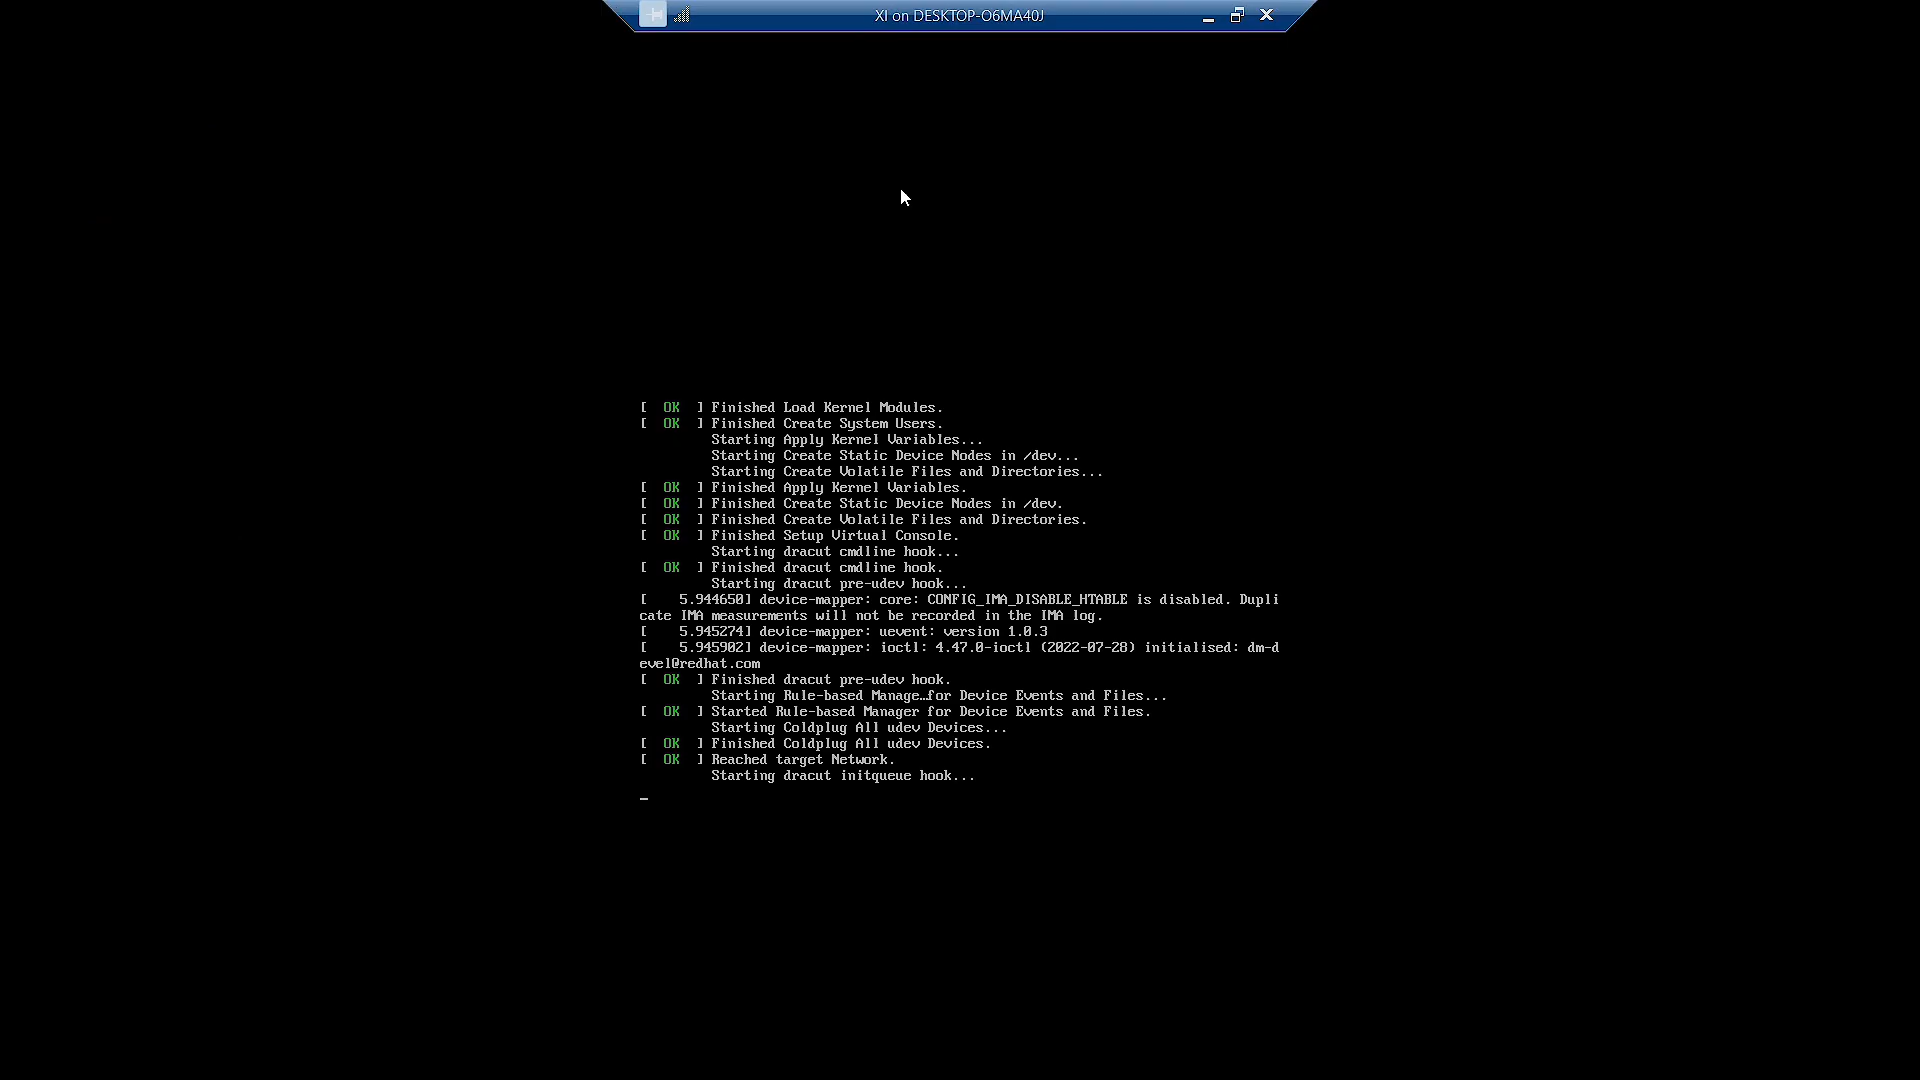 XI on DESKTOP-O6MA40J
[  OK  ] Finished Load Kernel Modules.
[  OK  ] Finished Create System Users.
Starting Apply Kernel Variables...
Starting Create Static Device Nodes in /dev...
Starting Create Volatile Files and Directories...
[  OK  ] Finished Apply Kernel Variables.
[  OK  ] Finished Create Static Device Nodes in /dev.
[  OK  ] Finished Create Volatile Files and Directories.
[  OK  ] Finished Setup Virtual Console.
Starting dracut cmdline hook...
[  OK  ] Finished dracut cmdline hook.
Starting dracut pre-udev hook...
[    5.944650] device-mapper: core: CONFIG_IMA_DISABLE_HTABLE is disabled. Dupli
cate IMA measurements will not be recorded in the IMA log.
[    5.945274] device-mapper: uevent: version 1.0.3
[    5.945902] device-mapper: ioctl: 4.47.0-ioctl (2022-07-28) initialised: dm-d
evel@redhat.com
[  OK  ] Finished dracut pre-udev hook.
Starting Rule-based Manage…for Device Events and Files...
[  OK  ] Started Rule-based Manager for Device Events and Files.
Starting Coldplug All udev Devices...
[  OK  ] Finished Coldplug All udev Devices.
[  OK  ] Reached target Network.
Starting dracut initqueue hook...
_